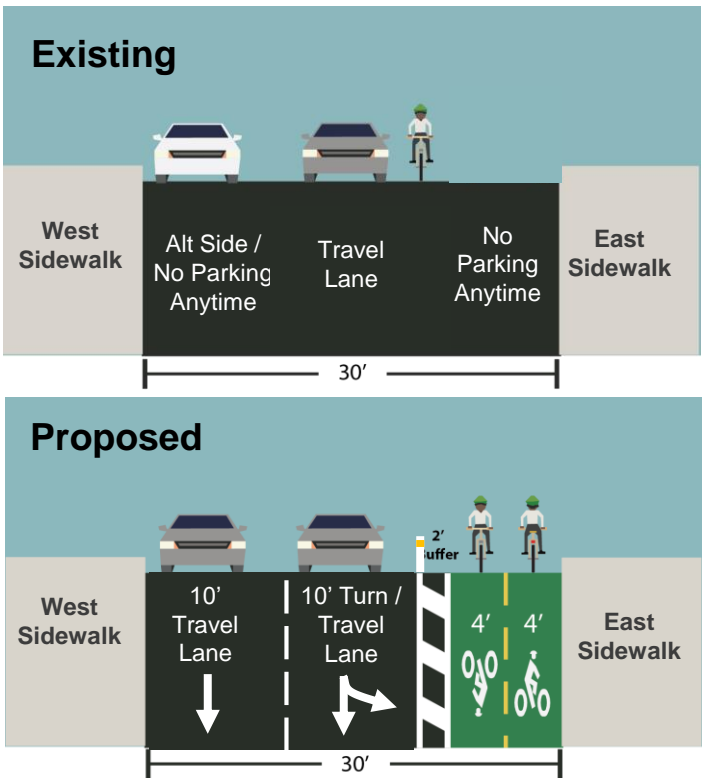 Existing
West
Sidewalk
Alt Side /
No Parking
Anytime
Travel
Lane
No
Parking
Anytime
East
Sidewalk
30'
Proposed
West
Sidewalk
10'
Travel
Lane
10' Turn /
Travel
Lane
2'
Buffer
4'
4'
East
Sidewalk
30'